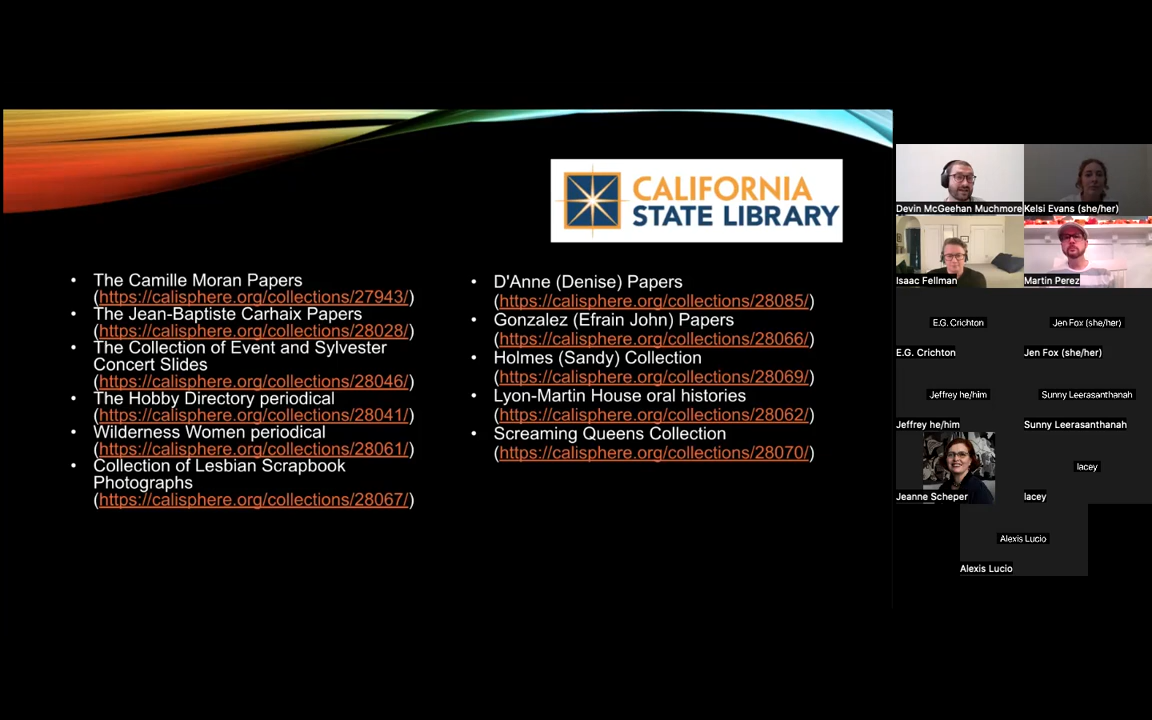 CALIFORNIA
STATE LIBRARY
• The Camille Moran Papers
(https://calisphere.org/collections/27943/)
• The Jean-Baptiste Carhaix Papers
(https://calisphere.org/collections/28028/)
• The Collection of Event and Sylvester
Concert Slides
(https://calisphere.org/collections/28046/)
• The Hobby Directory periodical
(https://calisphere.org/collections/28041/)
• Wilderness Women periodical
(https://calisphere.org/collections/28061/)
• Collection of Lesbian Scrapbook
Photographs
(https://calisphere.org/collections/28067/)
• D'Anne (Denise) Papers
(https://calisphere.org/collections/28085/)
• Gonzalez (Efrain John) Papers
(https://calisphere.org/collections/28066/)
• Holmes (Sandy) Collection
(https://calisphere.org/collections/28069/)
• Lyon-Martin House oral histories
(https://calisphere.org/collections/28062/)
• Screaming Queens Collection
(https://calisphere.org/collections/28070/)
Devin McGeehan Muchmore
Kelsi Evans (she/her)
Isaac Fellman
Martin Perez
E.G. Crichton
Jen Fox (she/her)
E.G. Crichton
Jen Fox (she/her)
Jeffrey he/him
Sunny Leerasanthanah
Jeffrey he/him
Sunny Leerasanthanah
lacey
Jeanne Scheper
lacey
Alexis Lucio
Alexis Lucio